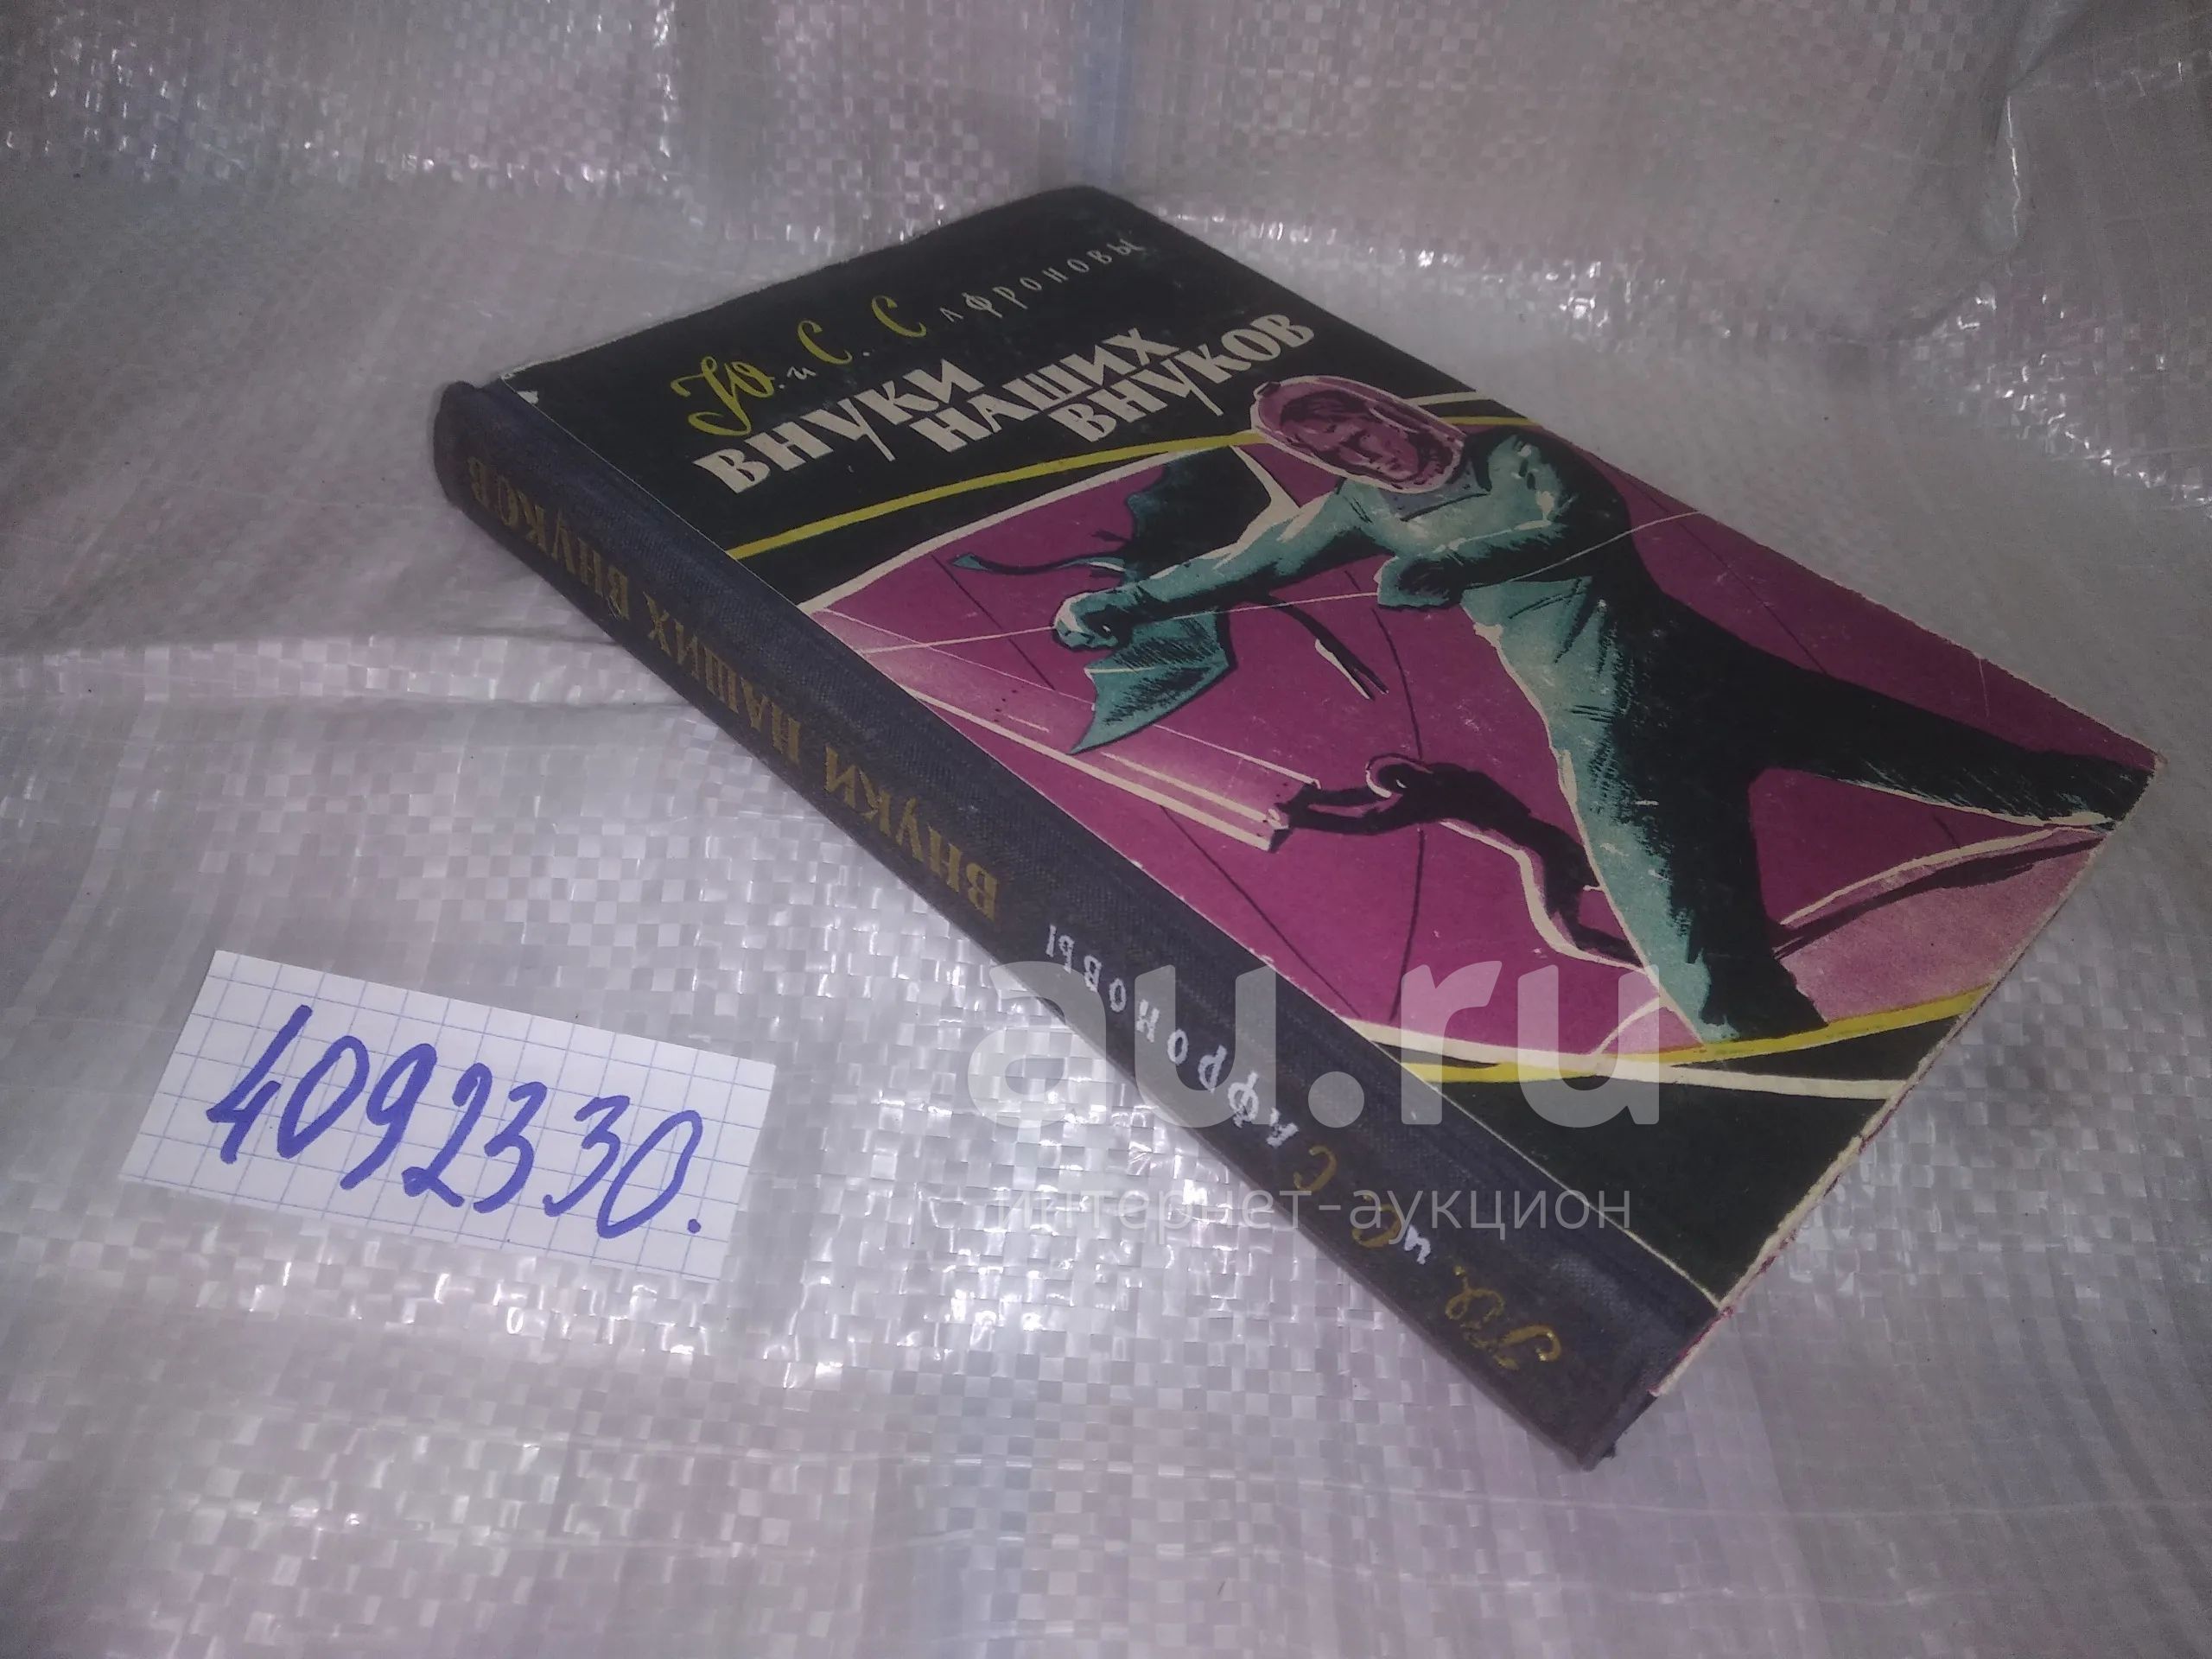 Ю. и С. Сафроновы
ВНУКИ
НАШИХ
ВНУКОВ
Ю. и С Сафроновы ВНУКИ НАШИХ ВНУКОВ
4092330.
au.ru
интернет-аукцион